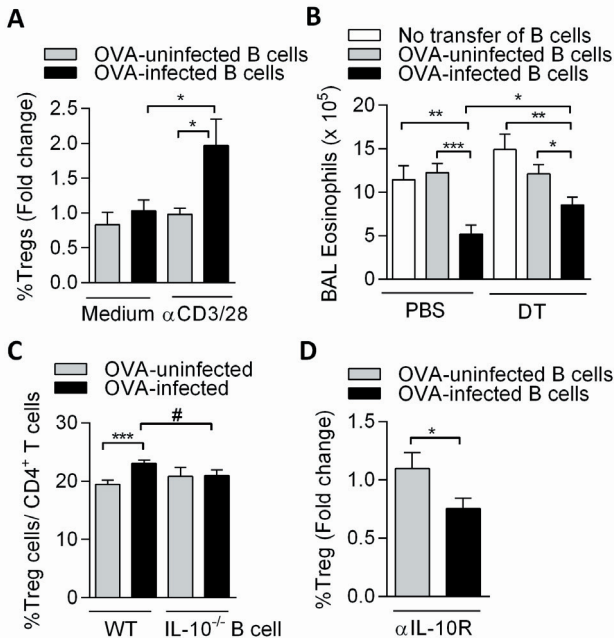 A
OVA-uninfected B cells
OVA-infected B cells
%Tregs (Fold change)
2.5
2.0
1.5
1.0
0.5
0.0
*
*
Medium αCD3/28
B
No transfer of B cells
OVA-uninfected B cells
OVA-infected B cells
BAL Eosinophils (x 10⁵)
20
15
10
5
0
*
** **
*** *
PBS DT
C
OVA-uninfected
OVA-infected
%Treg cells/ CD4⁺ T cells
30
20
10
0
#
***
WT IL-10⁻/⁻ B cell
D
OVA-uninfected B cells
OVA-infected B cells
%Treg (Fold change)
1.5
1.0
0.5
0.0
*
αIL-10R